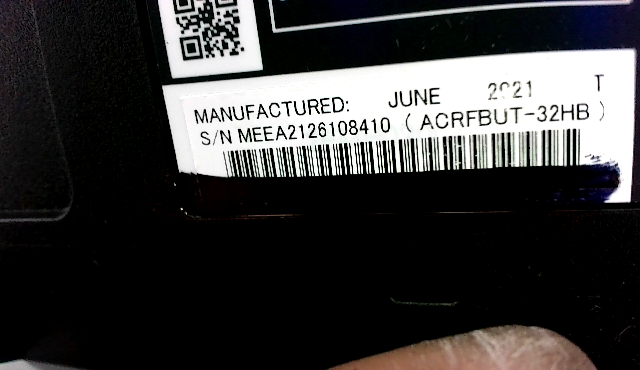 MANUFACTURED: JUNE 2021 T
S/N MEEA2126108410 ( ACRFBUT-32HB )